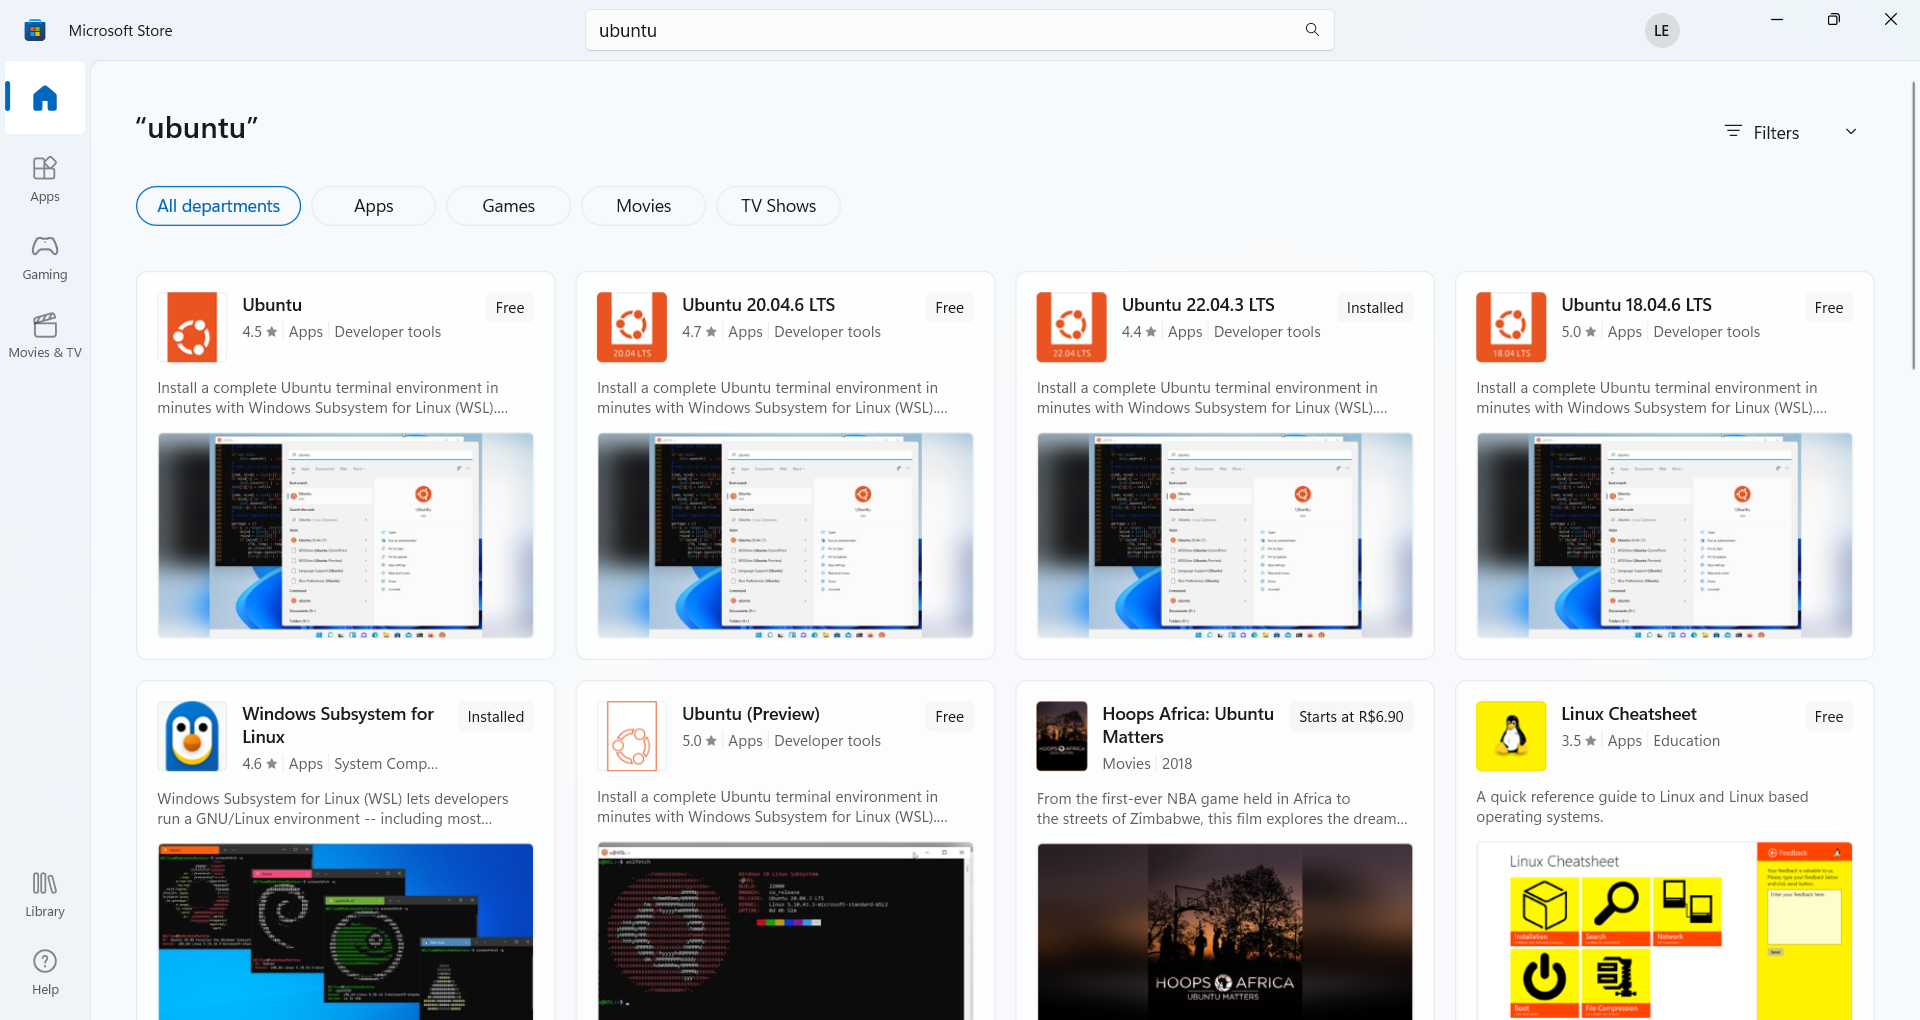 Microsoft Store
ubuntu
LE
Apps
Gaming
Movies & TV
Library
Help
“ubuntu”
Filters
All departments
Apps
Games
Movies
TV Shows
Ubuntu
Free
4.5 ★ Apps Developer tools
Install a complete Ubuntu terminal environment in
minutes with Windows Subsystem for Linux (WSL)....
20.04 LTS
Ubuntu 20.04.6 LTS
Free
4.7 ★ Apps Developer tools
Install a complete Ubuntu terminal environment in
minutes with Windows Subsystem for Linux (WSL)....
22.04 LTS
Ubuntu 22.04.3 LTS
Installed
4.4 ★ Apps Developer tools
Install a complete Ubuntu terminal environment in
minutes with Windows Subsystem for Linux (WSL)....
18.04 LTS
Ubuntu 18.04.6 LTS
Free
5.0 ★ Apps Developer tools
Install a complete Ubuntu terminal environment in
minutes with Windows Subsystem for Linux (WSL)....
Windows Subsystem for
Linux
Installed
4.6 ★ Apps System Comp...
Windows Subsystem for Linux (WSL) lets developers
run a GNU/Linux environment -- including most...
Ubuntu (Preview)
Free
5.0 ★ Apps Developer tools
Install a complete Ubuntu terminal environment in
minutes with Windows Subsystem for Linux (WSL)....
Hoops Africa: Ubuntu
Matters
Starts at R$6.90
Movies 2018
From the first-ever NBA game held in Africa to
the streets of Zimbabwe, this film explores the dream...
HOOPS AFRICA
UBUNTU MATTERS
Linux Cheatsheet
Free
3.5 ★ Apps Education
A quick reference guide to Linux and Linux based
operating systems.
Linux Cheatsheet
Feedback
Installation
Search
Network
Boot
File Compression